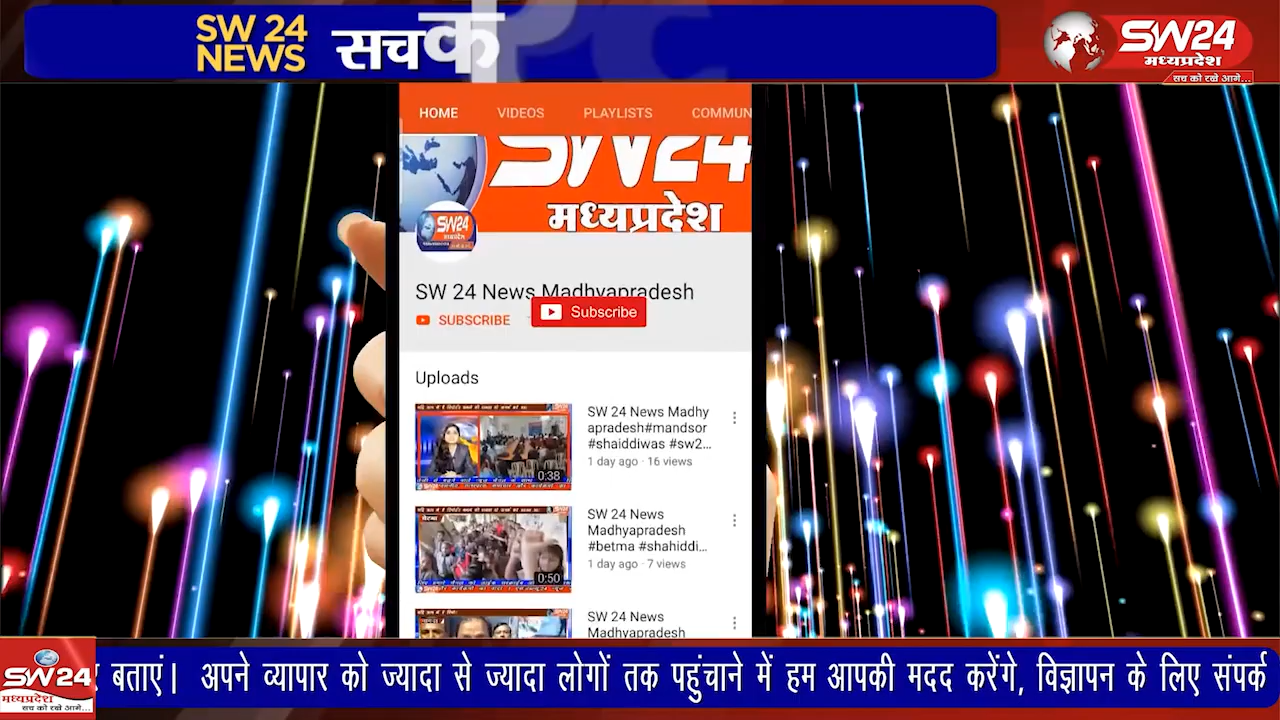 SW 24
NEWS
सच क
SW24
मध्यप्रदेश
सच को रखे आगे...
HOME VIDEOS PLAYLISTS COMMUN
SW24
मध्यप्रदेश
SW24
SW 24 News Madhyapradesh
SUBSCRIBE
Subscribe
Uploads
SW 24 News Madhy
apradesh#mandsor
#shaiddiwas #sw2...
1 day ago · 16 views
0:38
SW 24 News
Madhyapradesh
#betma #shahiddi...
1 day ago · 7 views
0:50
SW 24 News
Madhyapradesh
SW24
मध्यप्रदेश
सच को रखे आगे...
बताएं। अपने व्यापार को ज्यादा से ज्यादा लोगों तक पहुंचाने में हम आपकी मदद करेंगे, विज्ञापन के लिए संपर्क